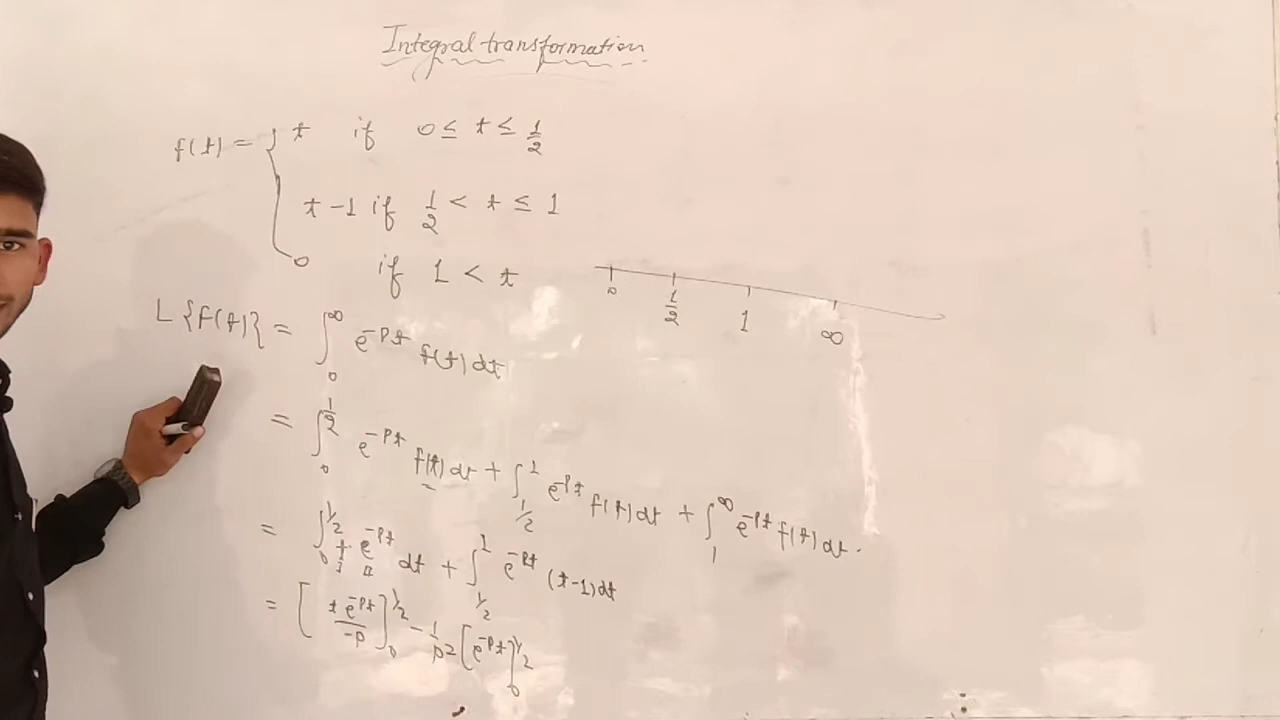 Integral transformation
f(t) = { t if 0 ≤ t ≤ 1/2
t - 1 if 1/2 < t ≤ 1
0 if 1 < t
0 1/2 1 ∞
L{f(t)} = ∫₀^∞ e^{-pt} f(t) dt
= ∫₀^{1/2} e^{-pt} f(t) dt + ∫_{1/2}^1 e^{-pt} f(t) dt + ∫₁^∞ e^{-pt} f(t) dt.
= ∫₀^{1/2} t e^{-pt} dt + ∫_{1/2}^1 e^{-pt} (t-1) dt
I II
= [t e^{-pt}/-p]₀^{1/2} - 1/p² [e^{-pt}]₀^{1/2}